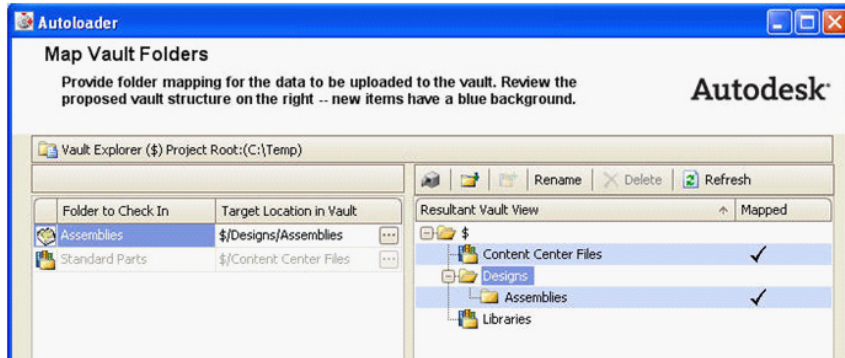 Autoloader
Map Vault Folders
Provide folder mapping for the data to be uploaded to the vault. Review the
proposed vault structure on the right -- new items have a blue background.
Autodesk
Vault Explorer ($) Project Root:(C:\Temp)
Rename Delete Refresh
Folder to Check In Target Location in Vault
Resultant Vault View Mapped
Assemblies $/Designs/Assemblies ...
$
Standard Parts $/Content Center Files ...
Content Center Files
Designs
Assemblies
Libraries